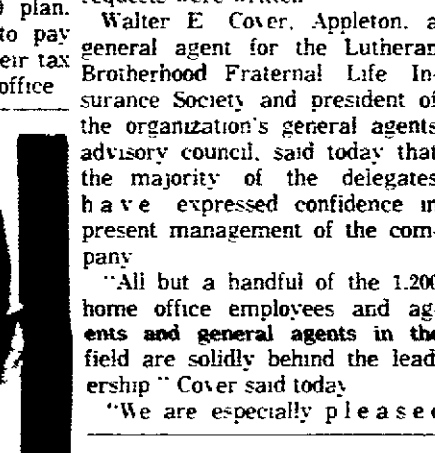 plan.
to pay
eir tax
office
requests were written
Walter E Cover, Appleton, a
general agent for the Lutheran
Brotherhood Fraternal Life In-
surance Society and president of
the organization's general agents
advisory council, said today that
the majority of the delegates
have expressed confidence in
present management of the com-
pany
"All but a handful of the 1,200
home office employees and ag-
ents and general agents in the
field are solidly behind the lead-
ership " Cover said today
"We are especially pleased